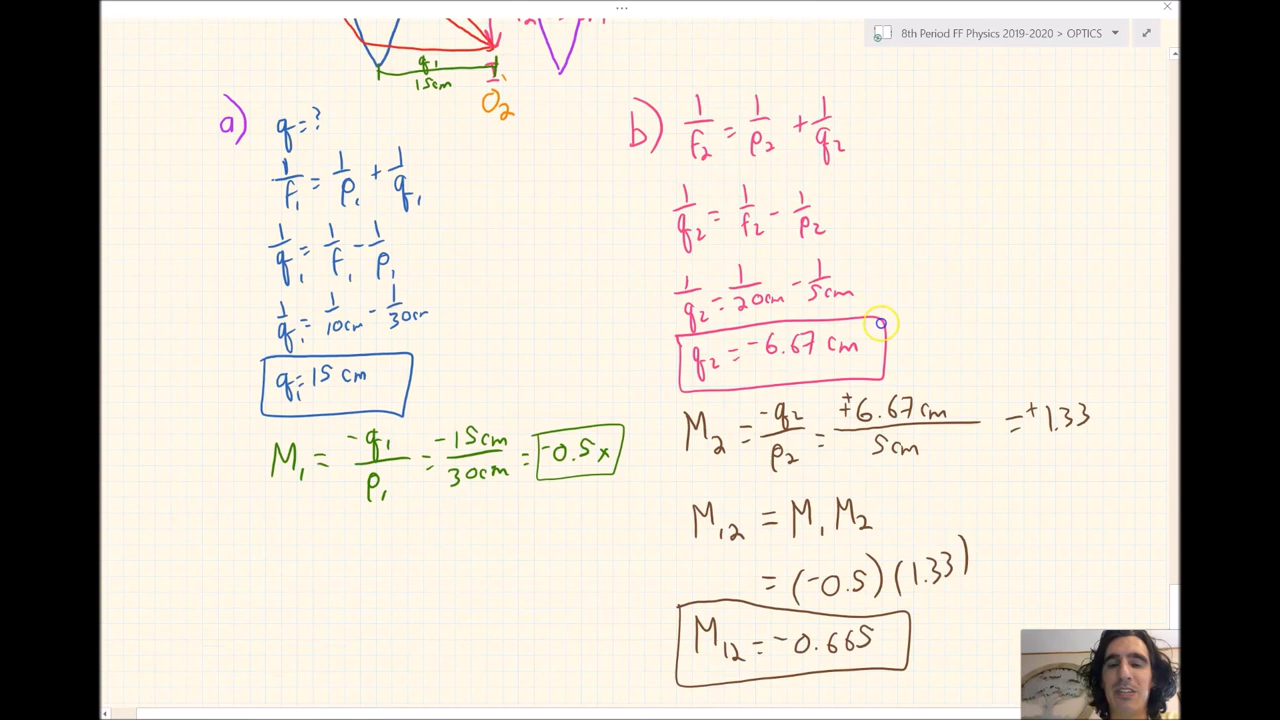 8th Period FF Physics 2019-2020 > OPTICS
q₁
15cm
O₂
a)
q=?
1/f₁ = 1/p₁ + 1/q₁
1/q₁ = 1/f₁ - 1/p₁
1/q₁ = 1/10cm - 1/30cm
q₁=15 cm
M₁ = -q₁/p₁ = -15cm/30cm = -0.5x
b)
1/f₂ = 1/p₂ + 1/q₂
1/q₂ = 1/f₂ - 1/p₂
1/q₂ = 1/20cm - 1/5cm
q₂ = -6.67 cm
M₂ = -q₂/p₂ = ∓6.67cm/5cm = +1.33
M₁₂ = M₁M₂
= (-0.5)(1.33)
M₁₂ = -0.665